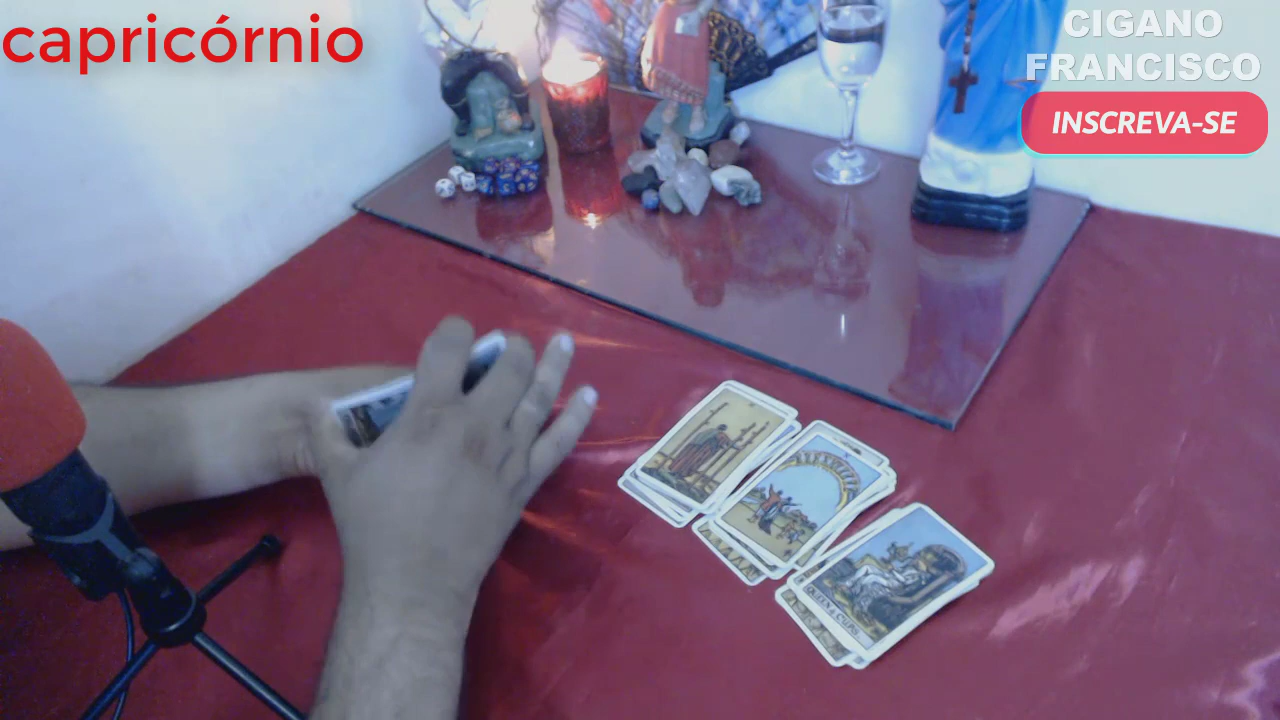 capricórnio
CIGANO
FRANCISCO
INSCREVA-SE
X
QUEEN of CUPS.